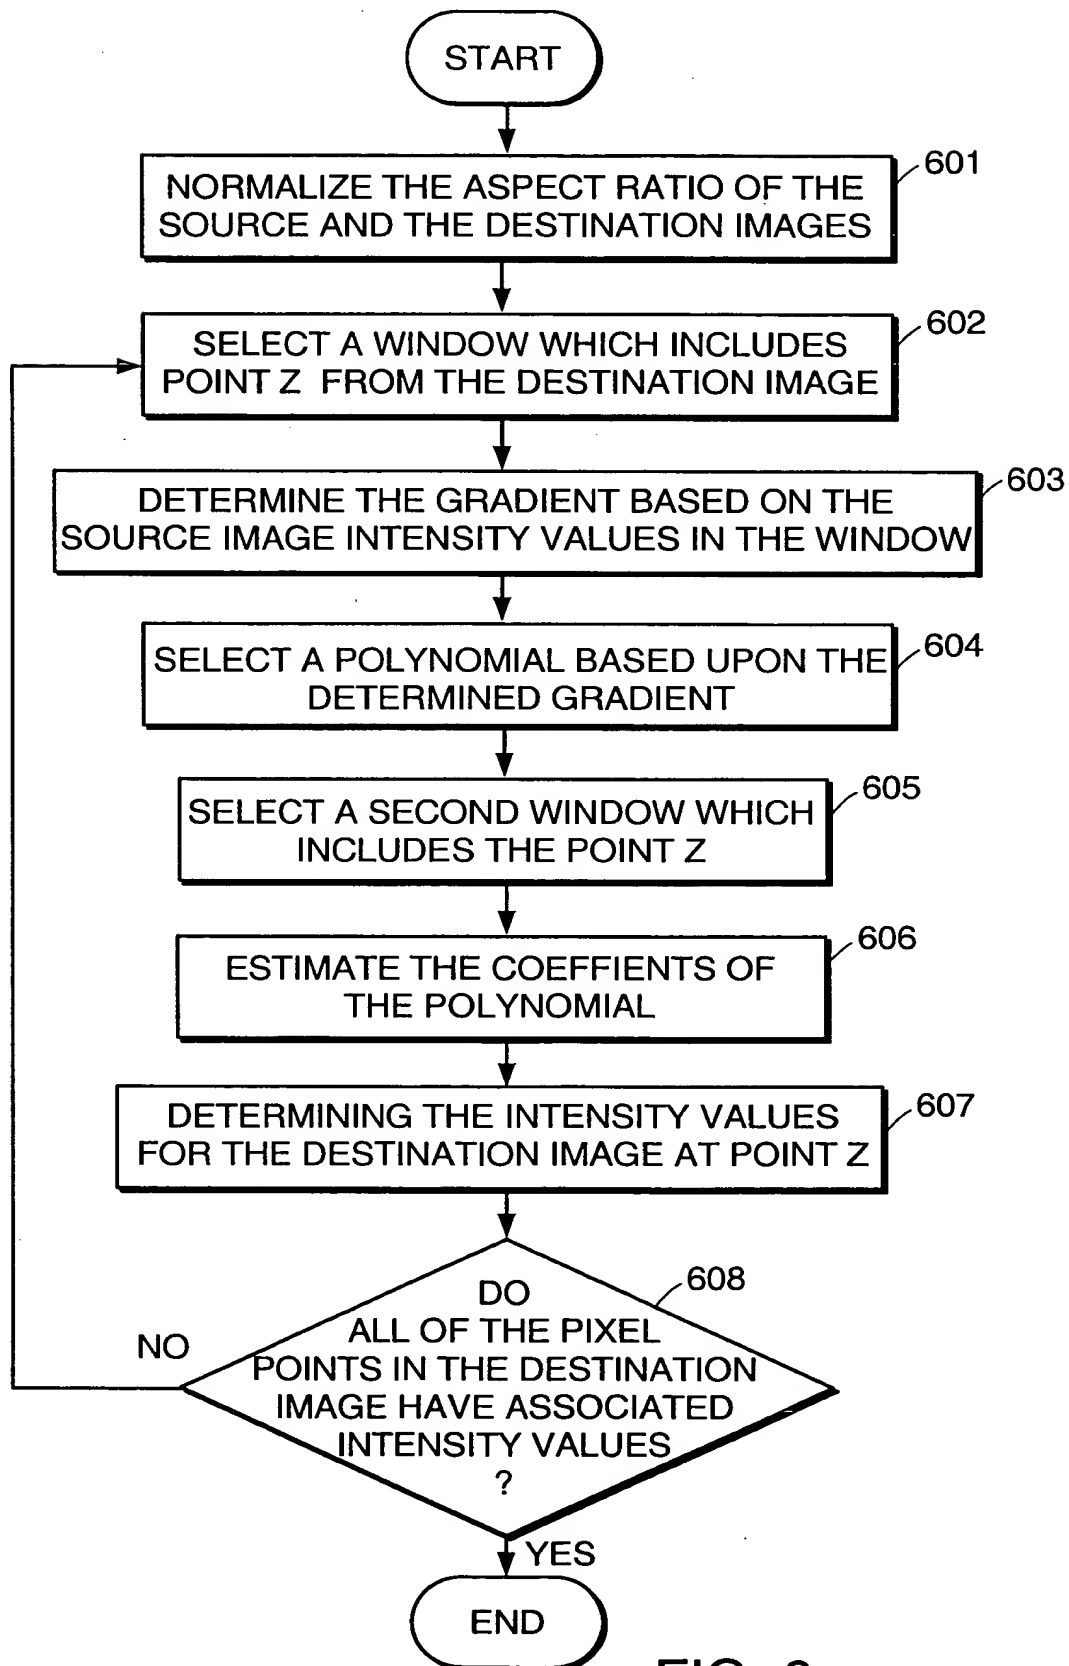 START
NORMALIZE THE ASPECT RATIO OF THE
SOURCE AND THE DESTINATION IMAGES
601
SELECT A WINDOW WHICH INCLUDES
POINT Z FROM THE DESTINATION IMAGE
602
DETERMINE THE GRADIENT BASED ON THE
SOURCE IMAGE INTENSITY VALUES IN THE WINDOW
603
SELECT A POLYNOMIAL BASED UPON THE
DETERMINED GRADIENT
604
SELECT A SECOND WINDOW WHICH
INCLUDES THE POINT Z
605
ESTIMATE THE COEFFIENTS OF
THE POLYNOMIAL
606
DETERMINING THE INTENSITY VALUES
FOR THE DESTINATION IMAGE AT POINT Z
607
DO
ALL OF THE PIXEL
POINTS IN THE DESTINATION
IMAGE HAVE ASSOCIATED
INTENSITY VALUES
?
608
NO
YES
END
FIG.